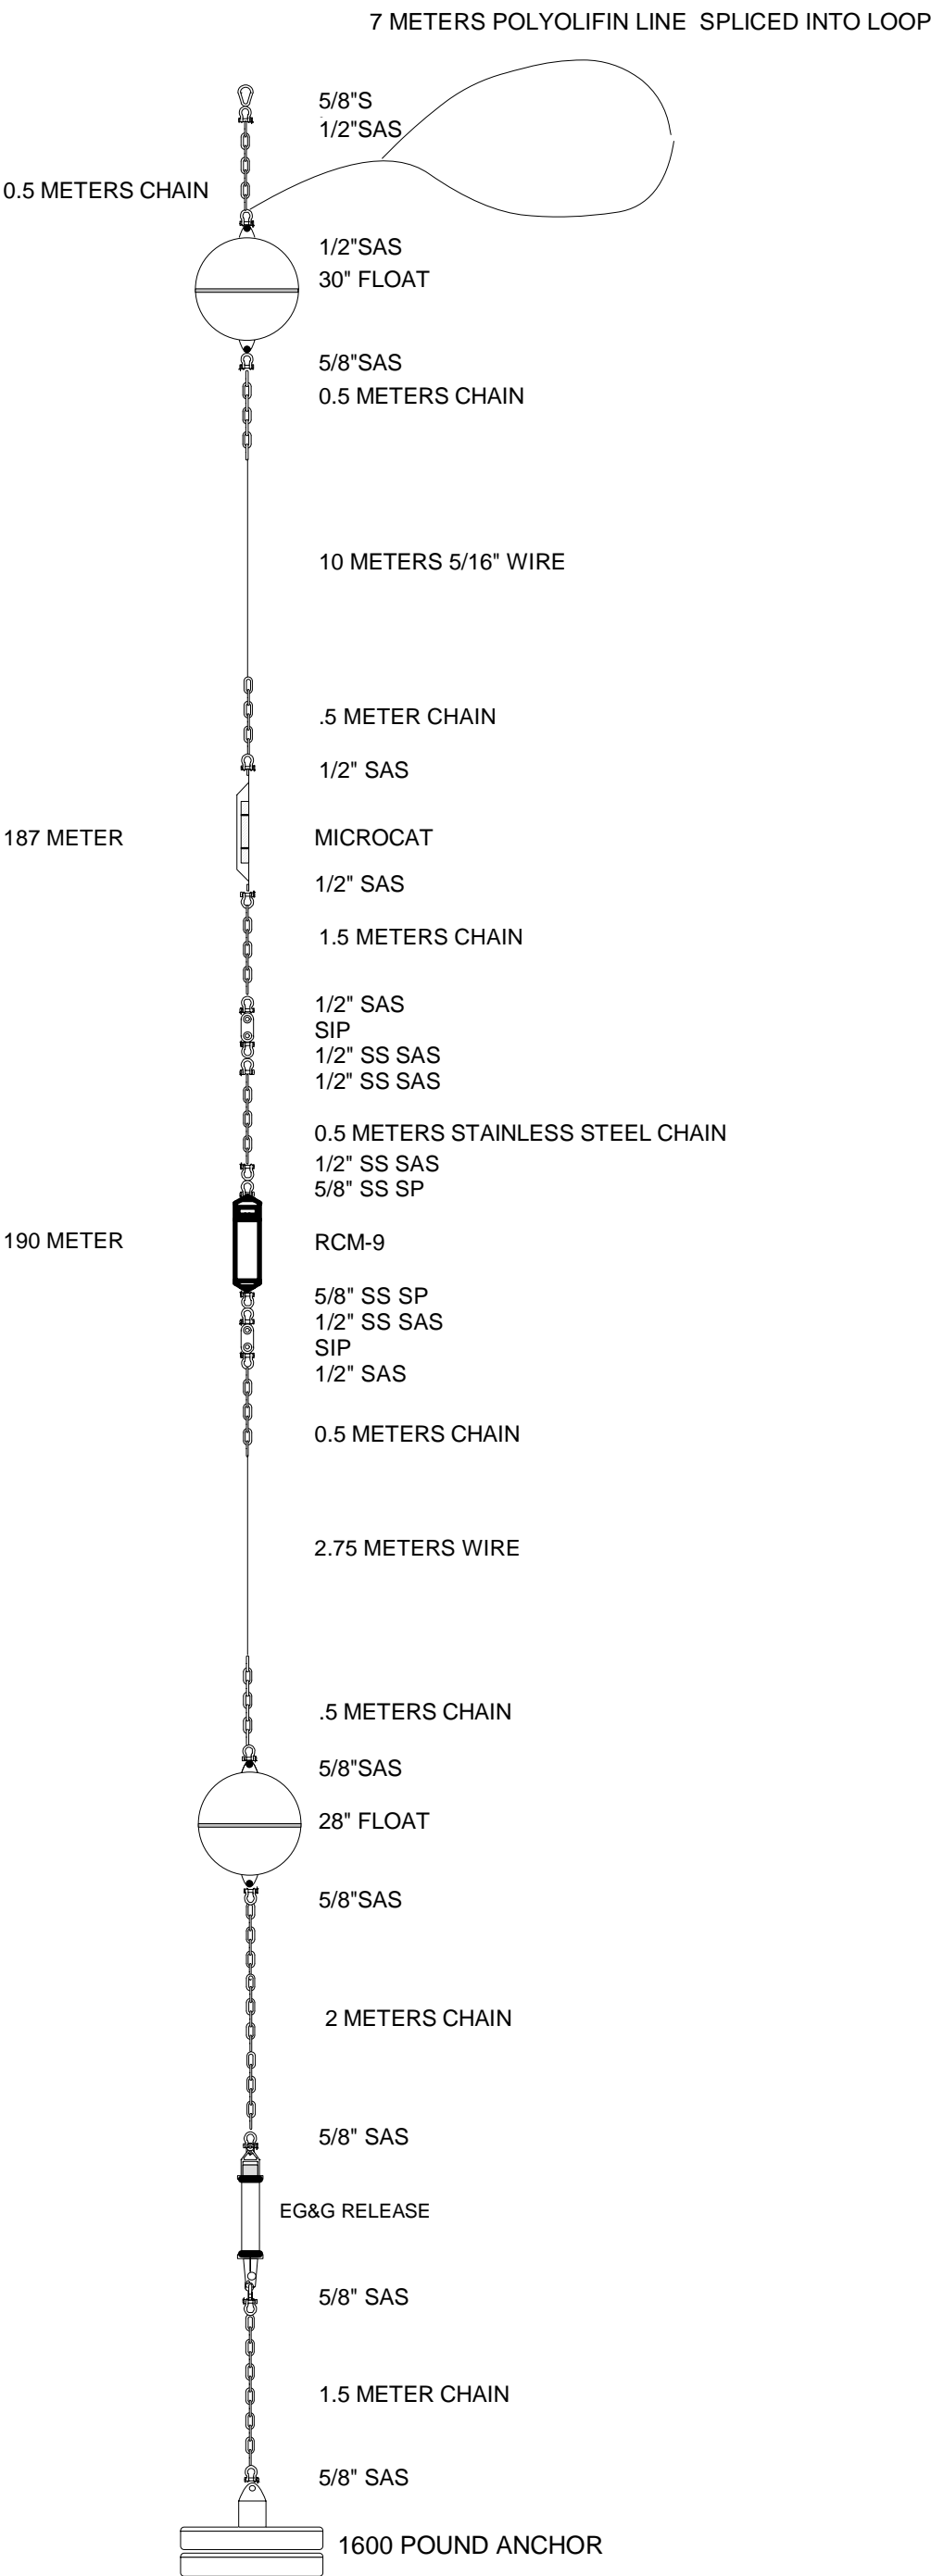 7 METERS POLYOLIFIN LINE  SPLICED INTO LOOP
5/8"S
1/2"SAS
0.5 METERS CHAIN
1/2"SAS
30" FLOAT
5/8"SAS
0.5 METERS CHAIN
10 METERS 5/16" WIRE
.5 METER CHAIN
1/2" SAS
187 METER
MICROCAT
1/2" SAS
1.5 METERS CHAIN
1/2" SAS
SIP
1/2" SS SAS
1/2" SS SAS
0.5 METERS STAINLESS STEEL CHAIN
1/2" SS SAS
5/8" SS SP
190 METER
RCM-9
5/8" SS SP
1/2" SS SAS
SIP
1/2" SAS
0.5 METERS CHAIN
2.75 METERS WIRE
.5 METERS CHAIN
5/8"SAS
28" FLOAT
5/8"SAS
2 METERS CHAIN
5/8" SAS
EG&G RELEASE
5/8" SAS
1.5 METER CHAIN
5/8" SAS
1600 POUND ANCHOR